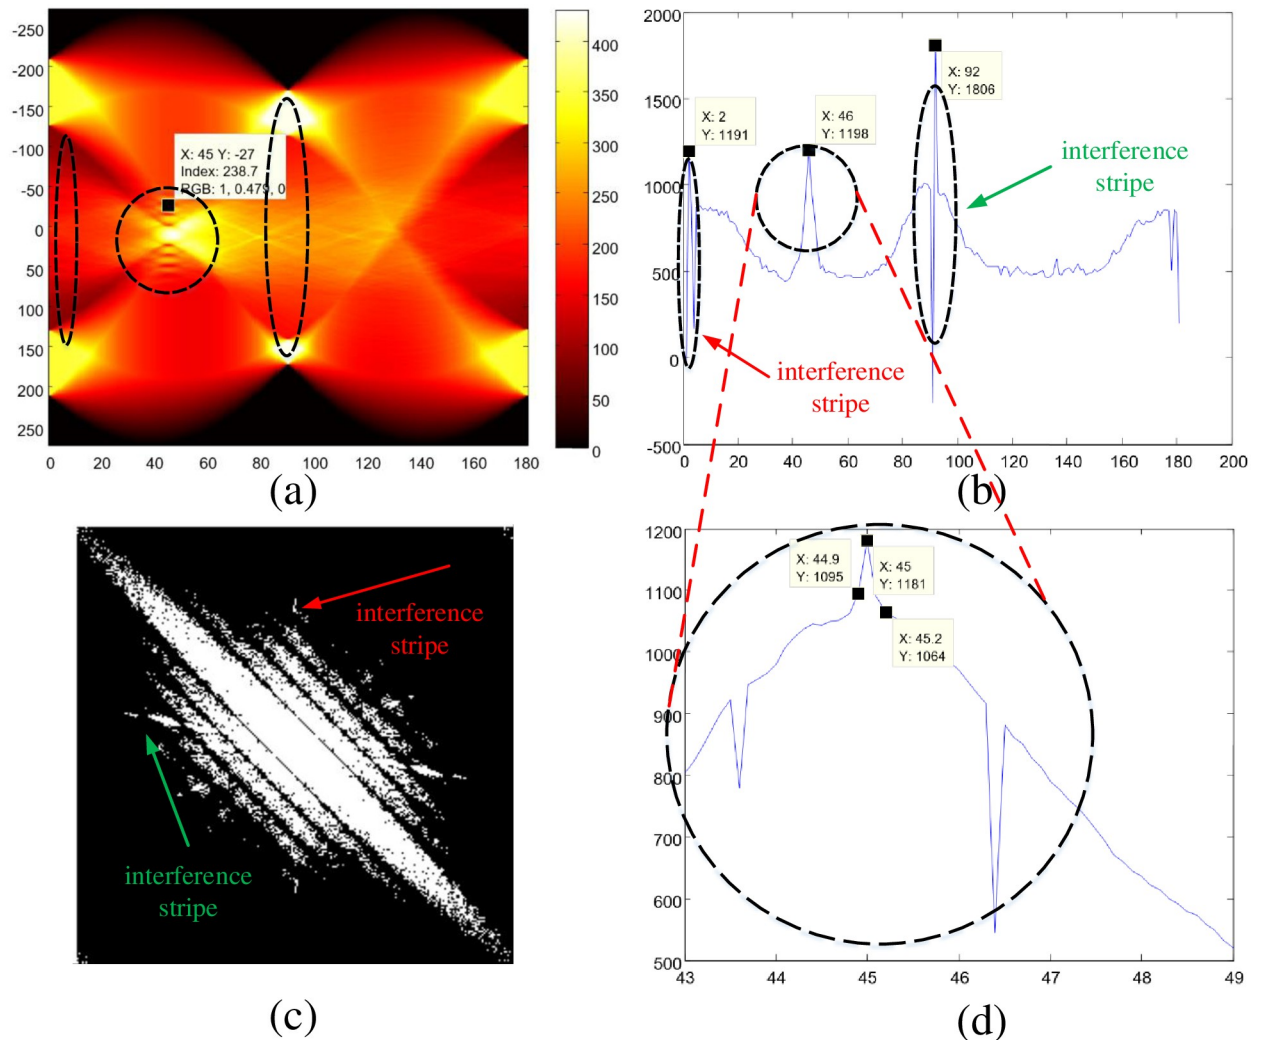 -250
-200
-150
-100
-50
0
50
100
150
200
250
0 20 40 60 80 100 120 140 160 180
X: 45 Y: -27
Index: 238.7
RGB: 1, 0.479, 0
400
350
300
250
200
150
100
50
0
(a)
2000
1500
1000
500
0
-500
0 20 40 60 80 100 120 140 160 180 200
X: 2
Y: 1191
X: 46
Y: 1198
X: 92
Y: 1806
interference
stripe
interference
stripe
(b)
interference
stripe
interference
stripe
(c)
1200
1100
1000
900
800
700
600
500
43 44 45 46 47 48 49
X: 44.9
Y: 1095
X: 45
Y: 1181
X: 45.2
Y: 1064
(d)